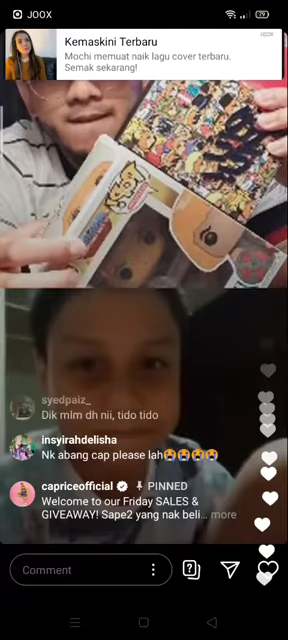 JOOX
79
JOOX
Kemaskini Terbaru
Mochi memuat naik lagu cover terbaru.
Semak sekarang!
syedpaiz_
Dik mlm dh nii, tido tido
insyirahdelisha
Nk abang cap please lah😭😭😭😭
capriceofficial PINNED
Welcome to our Friday SALES &
GIVEAWAY! Sape2 yang nak beli... more
Comment